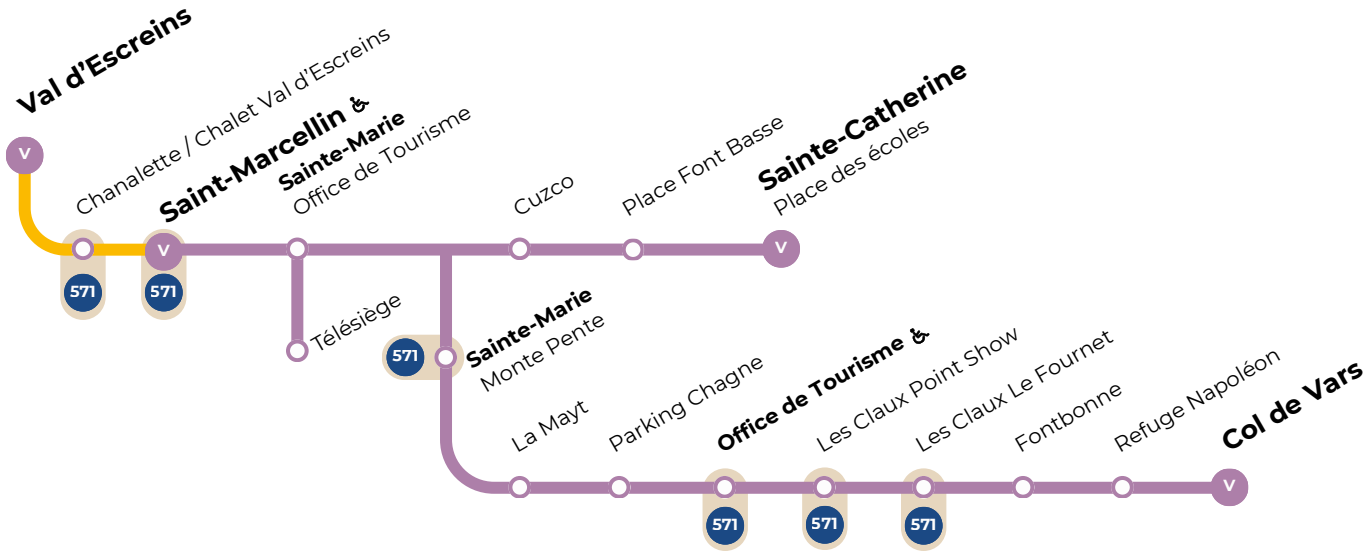 Val d'Escreins
V
Chanalette / Chalet Val d'Escreins
571
Saint-Marcellin
V
571
Sainte-Marie
Office de Tourisme
Télésiège
Cuzco
Place Font Basse
Sainte-Catherine
Place des écoles
V
571
Sainte-Marie
Monte Pente
La Mayt
Parking Chagne
Office de Tourisme
571
Les Claux Point Show
571
Les Claux Le Fournet
571
Fontbonne
Refuge Napoléon
Col de Vars
V